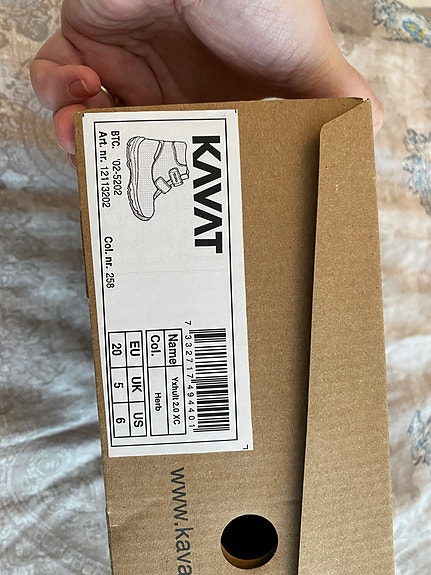 KAVAT
BTC. '02-5202
Art. nr. 12113202
Col. nr. 258
7 332717 494401
Name Yxhult 2.0 XC
Col. Herb
EU UK US
20 5 6
www.kava